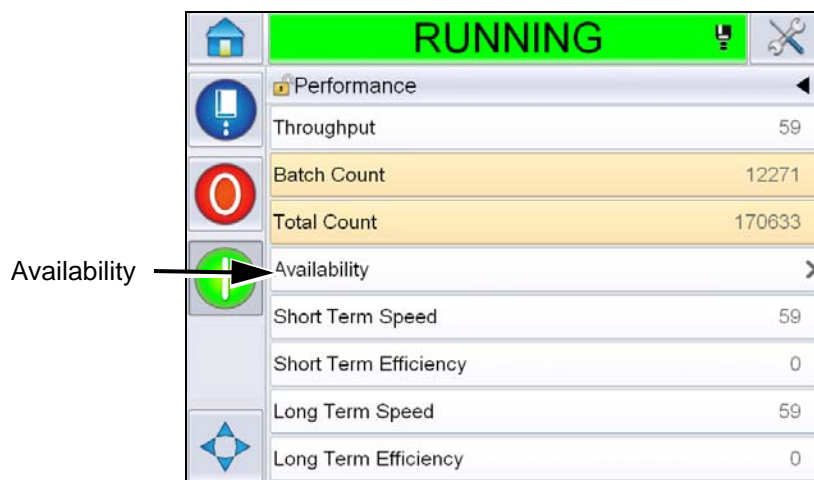 RUNNING
Performance
Throughput 59
Batch Count 12271
Total Count 170633
Availability
Availability
Short Term Speed 59
Short Term Efficiency 0
Long Term Speed 59
Long Term Efficiency 0